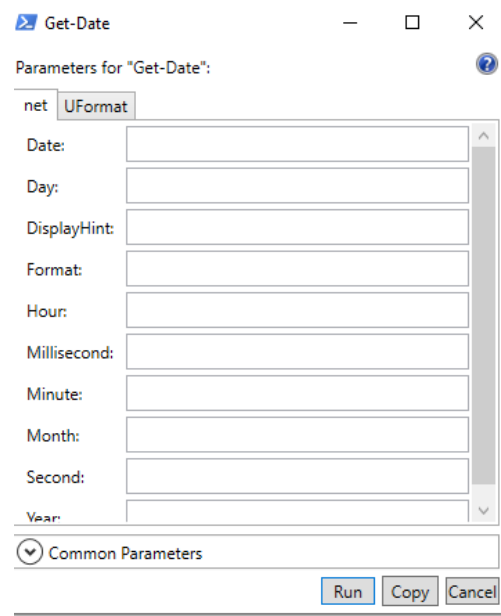 Get-Date
Parameters for "Get-Date":
net UFormat
Date:
Day:
DisplayHint:
Format:
Hour:
Millisecond:
Minute:
Month:
Second:
Year:
Common Parameters
Run Copy Cancel